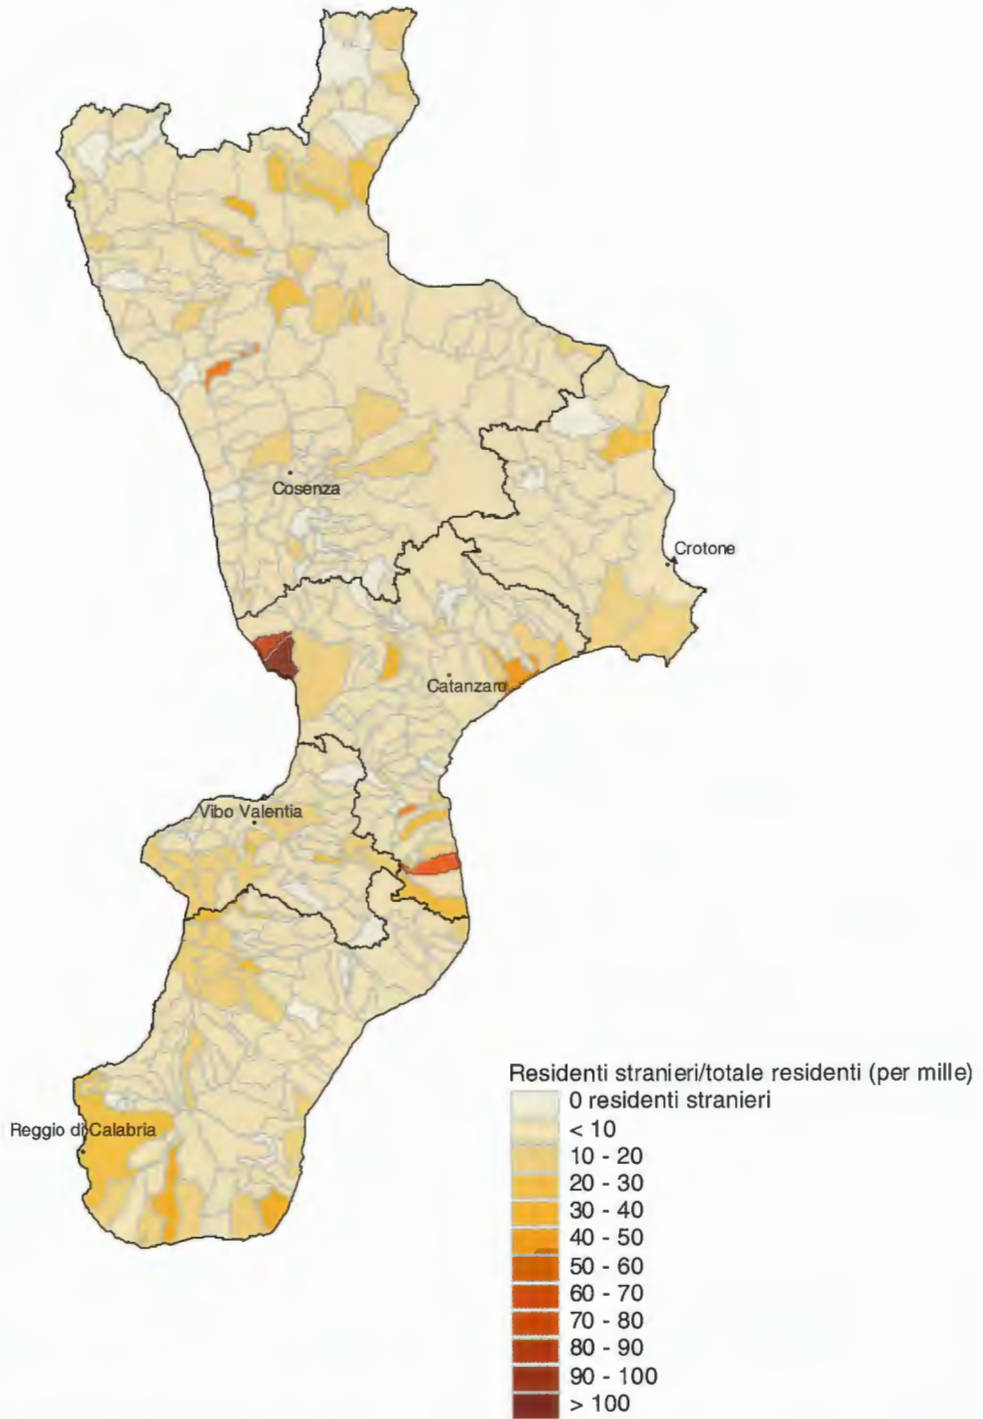 Cosenza
Crotone
Catanzaro
Vibo Valentia
Reggio di Calabria
Residenti stranieri/totale residenti (per mille)
0 residenti stranieri
< 10
10 - 20
20 - 30
30 - 40
40 - 50
50 - 60
60 - 70
70 - 80
80 - 90
90 - 100
> 100